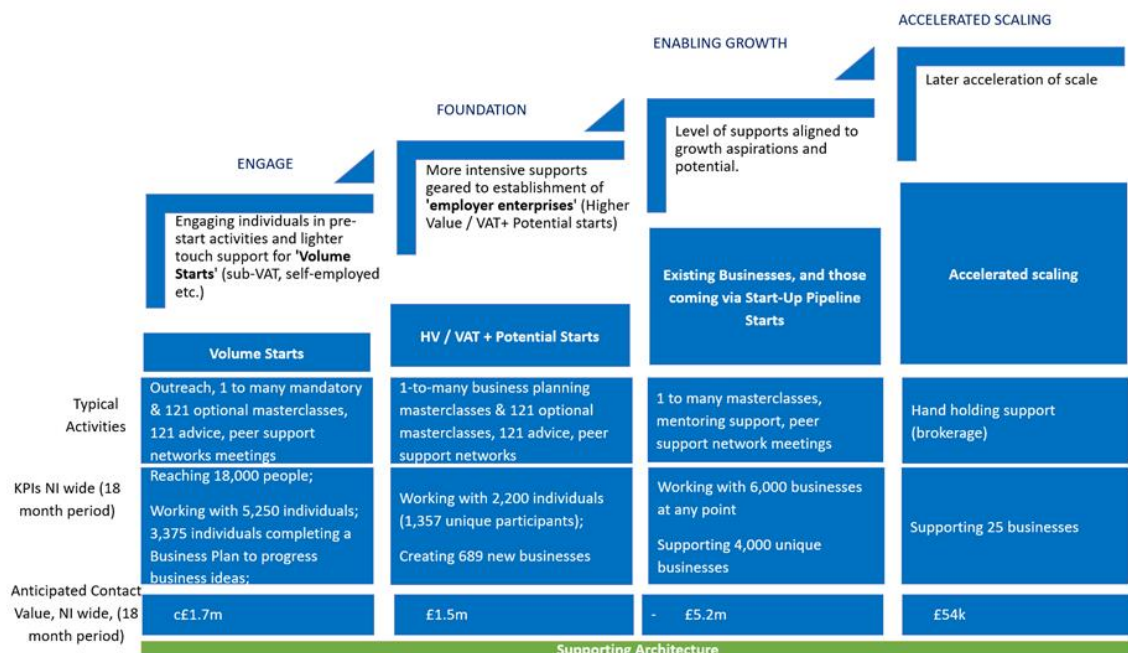 ACCELERATED SCALING
Later acceleration of scale
ENABLING GROWTH
Level of supports aligned to
growth aspirations and
potential.
FOUNDATION
More intensive supports
geared to establishment of
'employer enterprises' (Higher
Value / VAT+ Potential starts)
ENGAGE
Engaging individuals in pre-
start activities and lighter
touch support for 'Volume
Starts' (sub-VAT, self-employed
etc.)
Volume Starts
HV / VAT + Potential Starts
Existing Businesses, and those
coming via Start-Up Pipeline
Starts
Accelerated scaling
Typical
Activities
Outreach, 1 to many mandatory
& 121 optional masterclasses,
121 advice, peer support
networks meetings
1-to-many business planning
masterclasses & 121 optional
masterclasses, 121 advice, peer
support networks
1 to many masterclasses,
mentoring support, peer
support network meetings
Hand holding support
(brokerage)
KPIs NI wide (18
month period)
Reaching 18,000 people;
Working with 5,250 individuals;
3,375 individuals completing a
Business Plan to progress
business ideas;
Working with 2,200 individuals
(1,357 unique participants);
Creating 689 new businesses
Working with 6,000 businesses
at any point
Supporting 4,000 unique
businesses
Supporting 25 businesses
Anticipated Contact
Value, NI wide, (18
month period)
c£1.7m
£1.5m
- £5.2m
£54k
Supporting Architecture